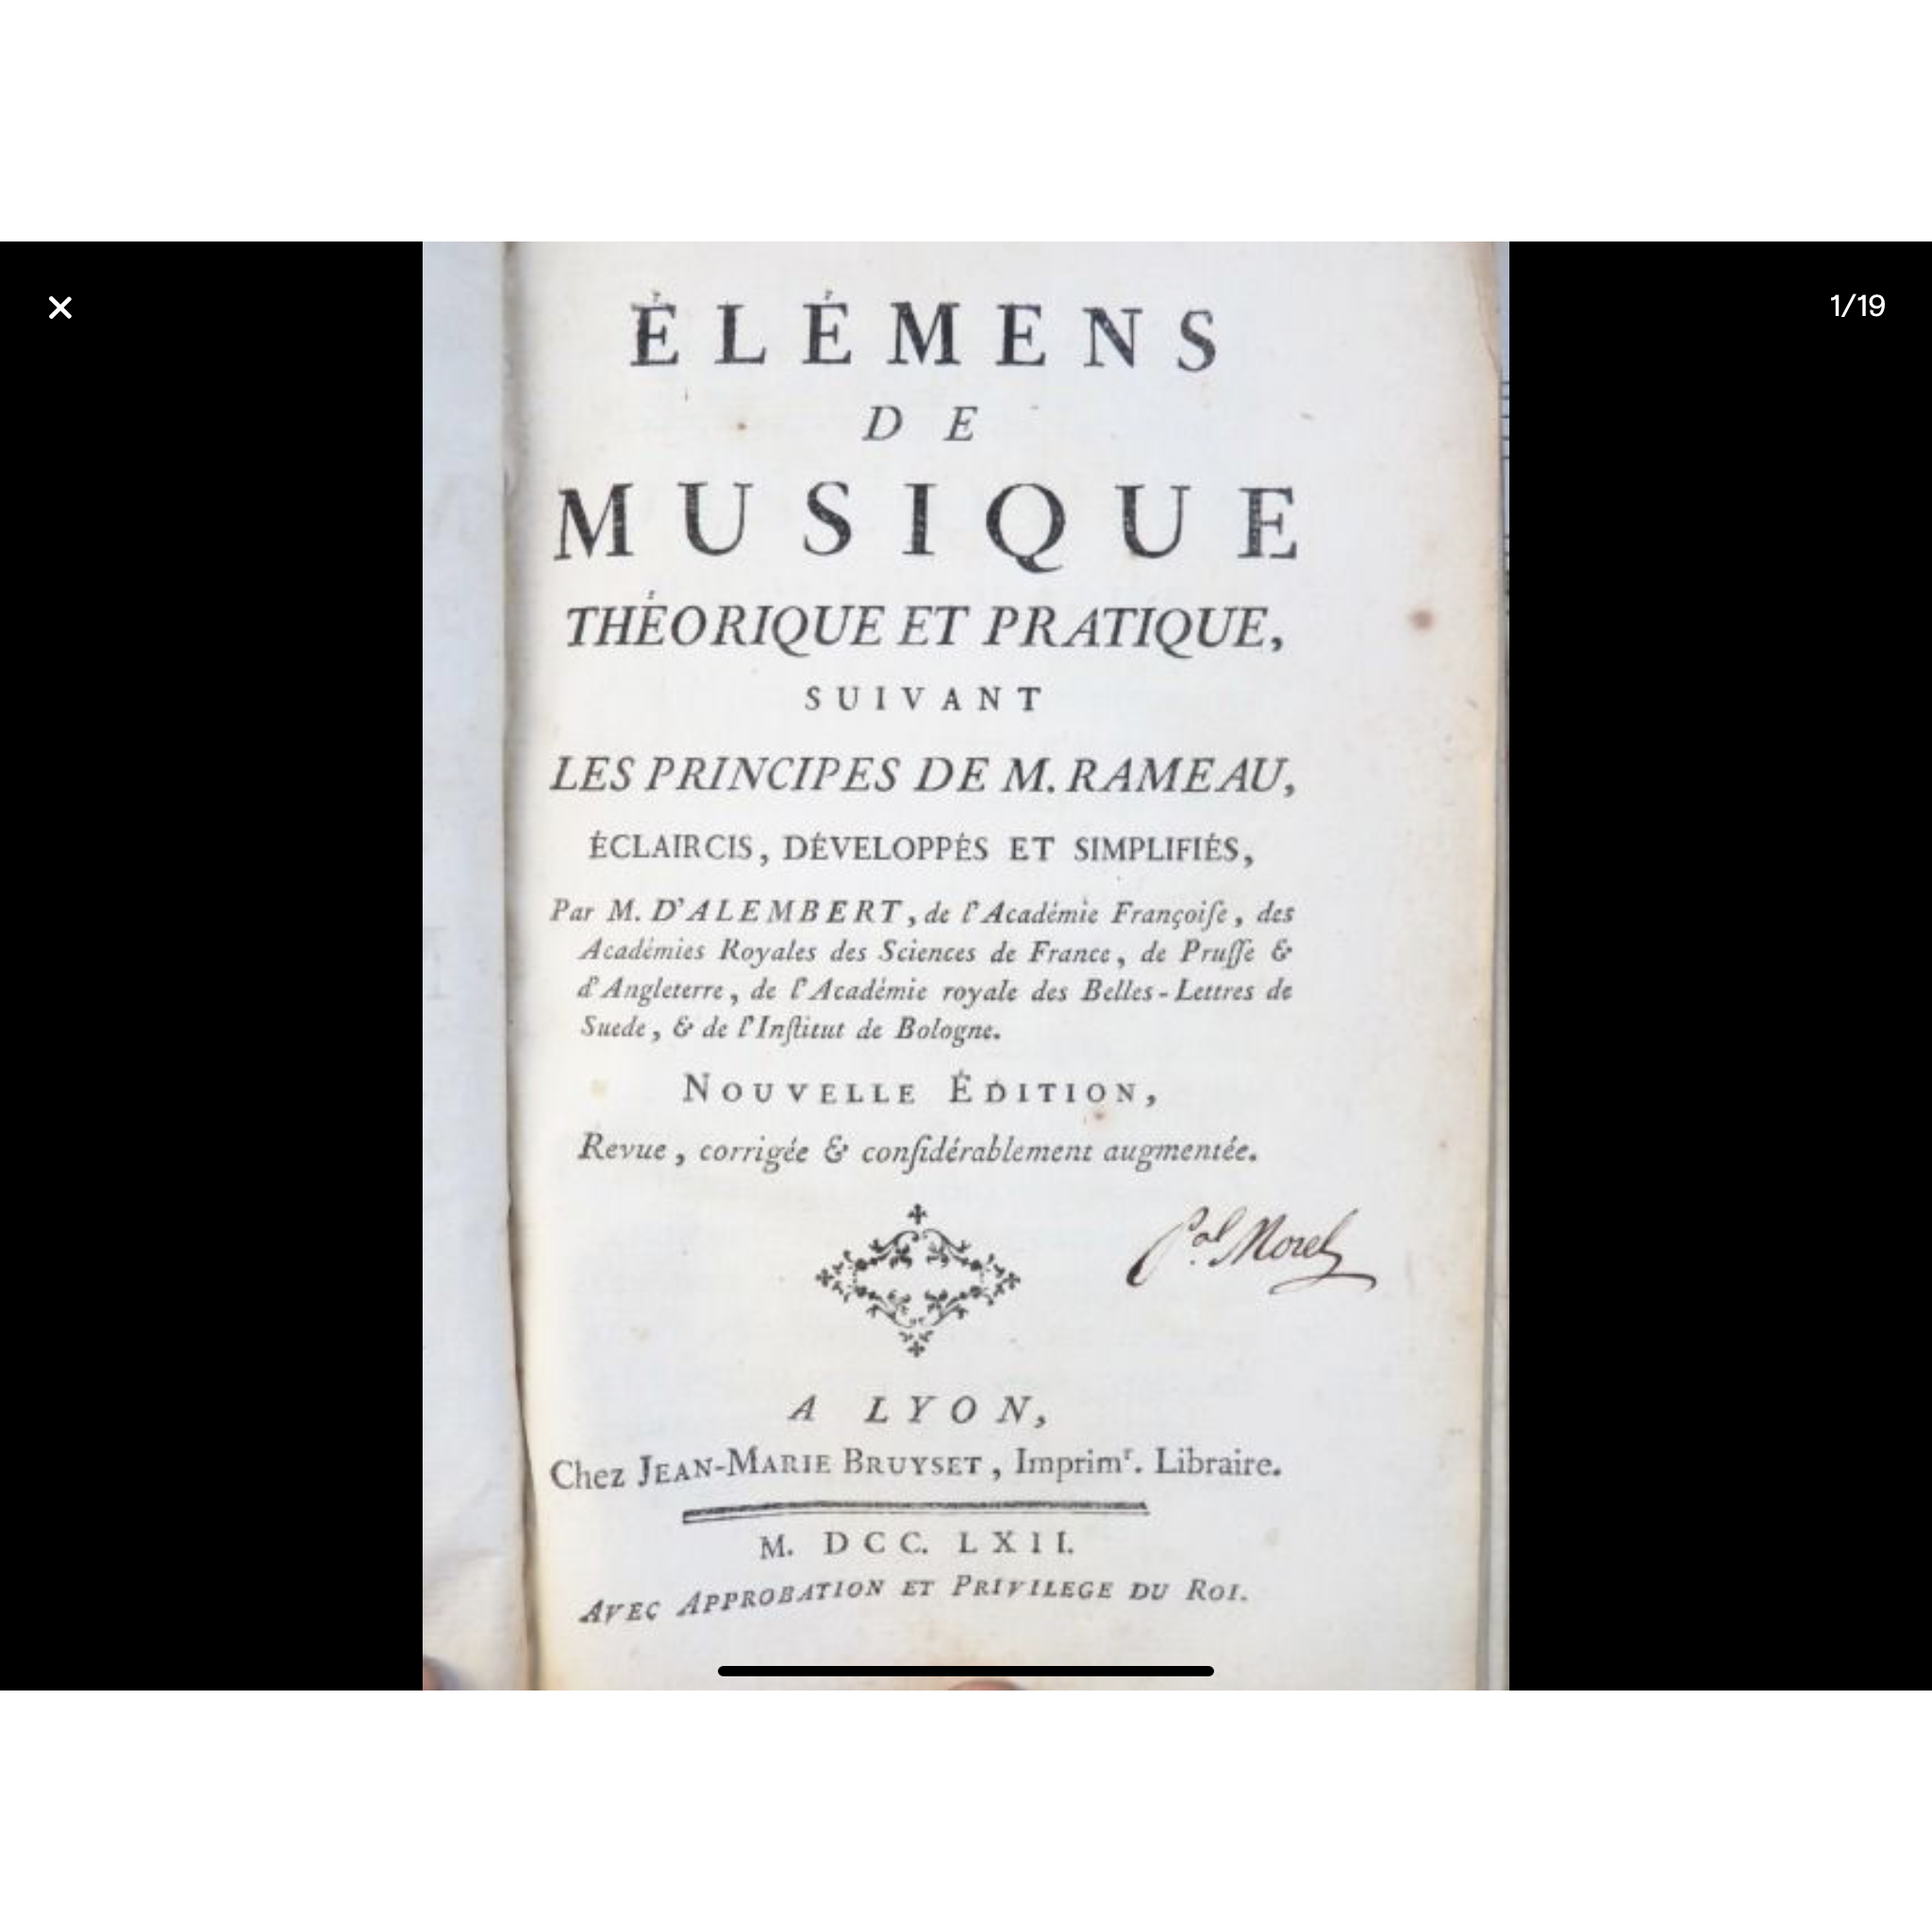 1/19
ÉLÉMENS
DE
MUSIQUE
THÉORIQUE ET PRATIQUE,
SUIVANT
LES PRINCIPES DE M. RAMEAU,
ÉCLAIRCIS, DÉVELOPPÉS ET SIMPLIFIÉS,
Par M. D'ALEMBERT, de l'Académie Françoiſe, des
Académies Royales des Sciences de France, de Pruſſe &
d'Angleterre, de l'Académie royale des Belles-Lettres de
Suede, & de l'Inſtitut de Bologne.
NOUVELLE ÉDITION,
Revue, corrigée & conſidérablement augmentée.
Morel
A LYON,
Chez JEAN-MARIE BRUYSET, Imprimʳ. Libraire.
M. DCC. LXII.
AVEC APPROBATION ET PRIVILEGE DU ROI.